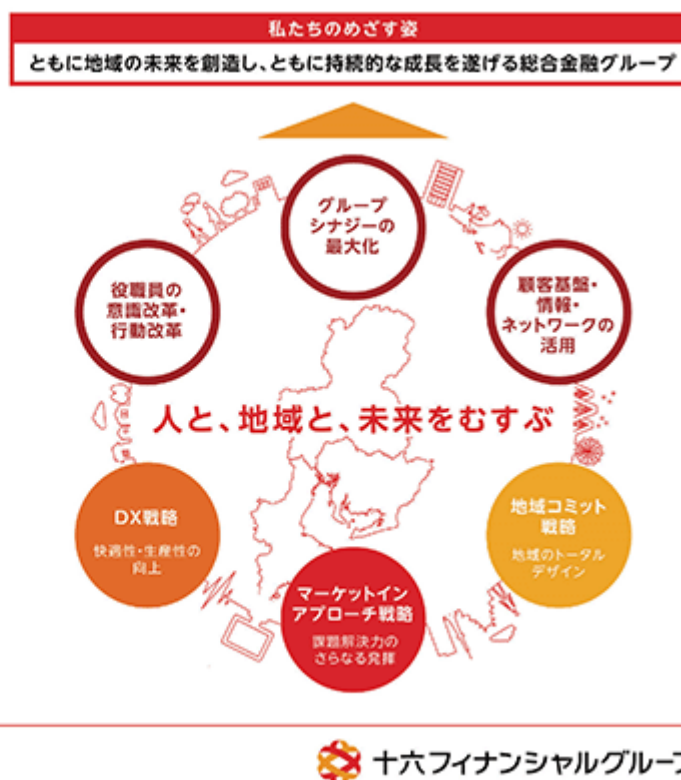 私たちのめざす姿
ともに地域の未来を創造し、ともに持続的な成長を遂げる総合金融グループ
グループ
シナジーの
最大化
役職員の
意識改革・
行動改革
顧客基盤・
情報・
ネットワークの
活用
人と、地域と、未来をむすぶ
DX戦略
快適性・生産性の
向上
地域コミット
戦略
地域のトータル
デザイン
マーケットイン
アプローチ戦略
課題解決力の
さらなる発揮
十六フィナンシャルグループ